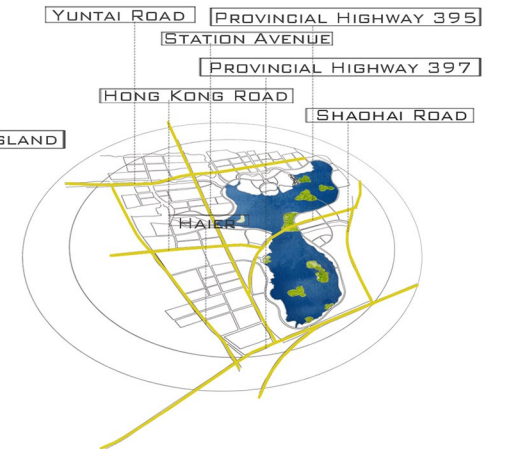 YUNTAI ROAD
PROVINCIAL HIGHWAY 395
STATION AVENUE
PROVINCIAL HIGHWAY 397
HONG KONG ROAD
SHAOHAI ROAD
SLAND
HAIER